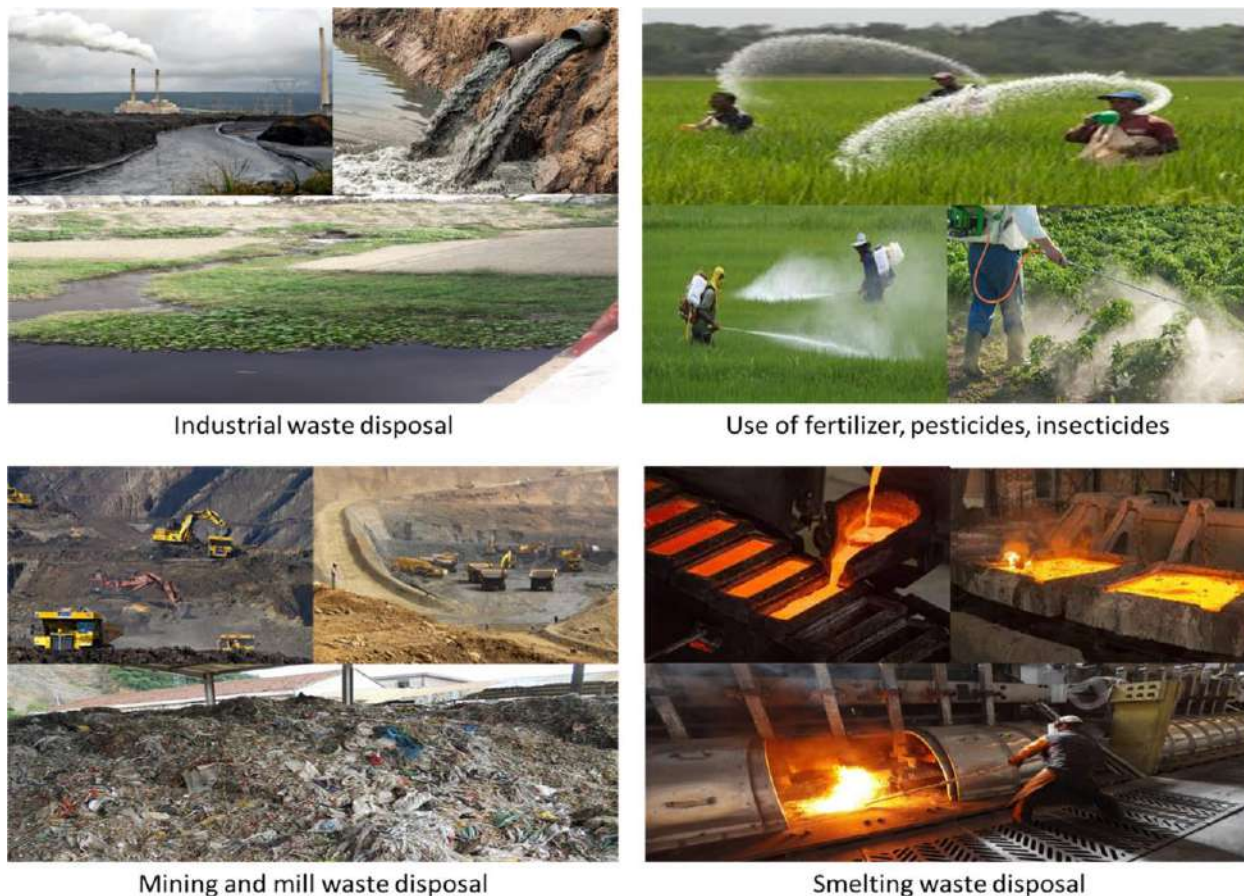 Industrial waste disposal
Use of fertilizer, pesticides, insecticides
Mining and mill waste disposal
Smelting waste disposal